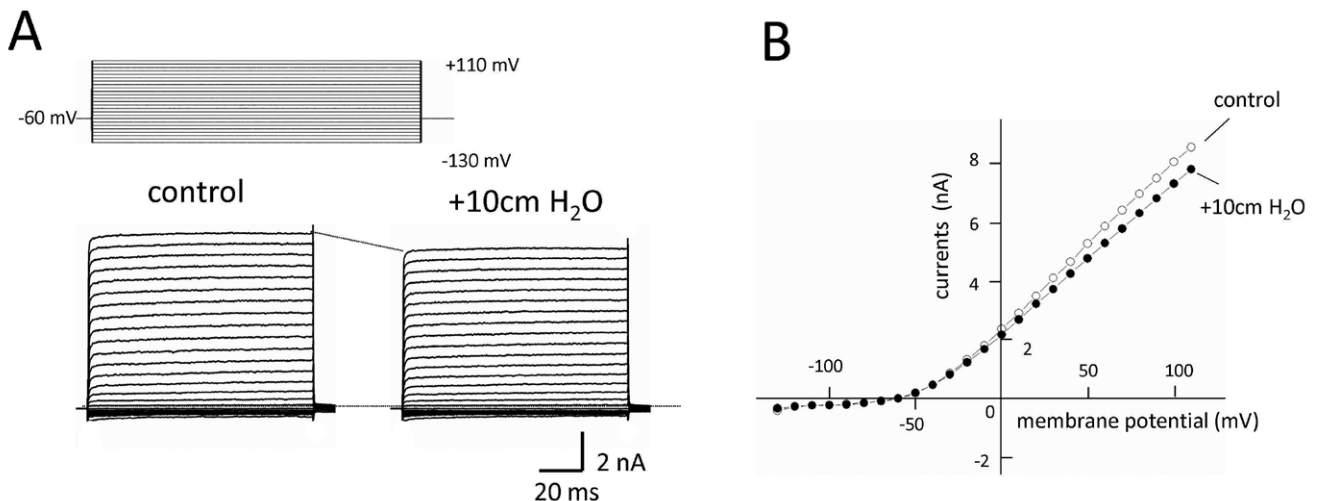 A
+110 mV
-60 mV
-130 mV
control
+10cm H₂O
2 nA
20 ms
B
control
+10cm H₂O
currents (nA)
8
6
4
2
-100
50
100
-50
0
membrane potential (mV)
-2